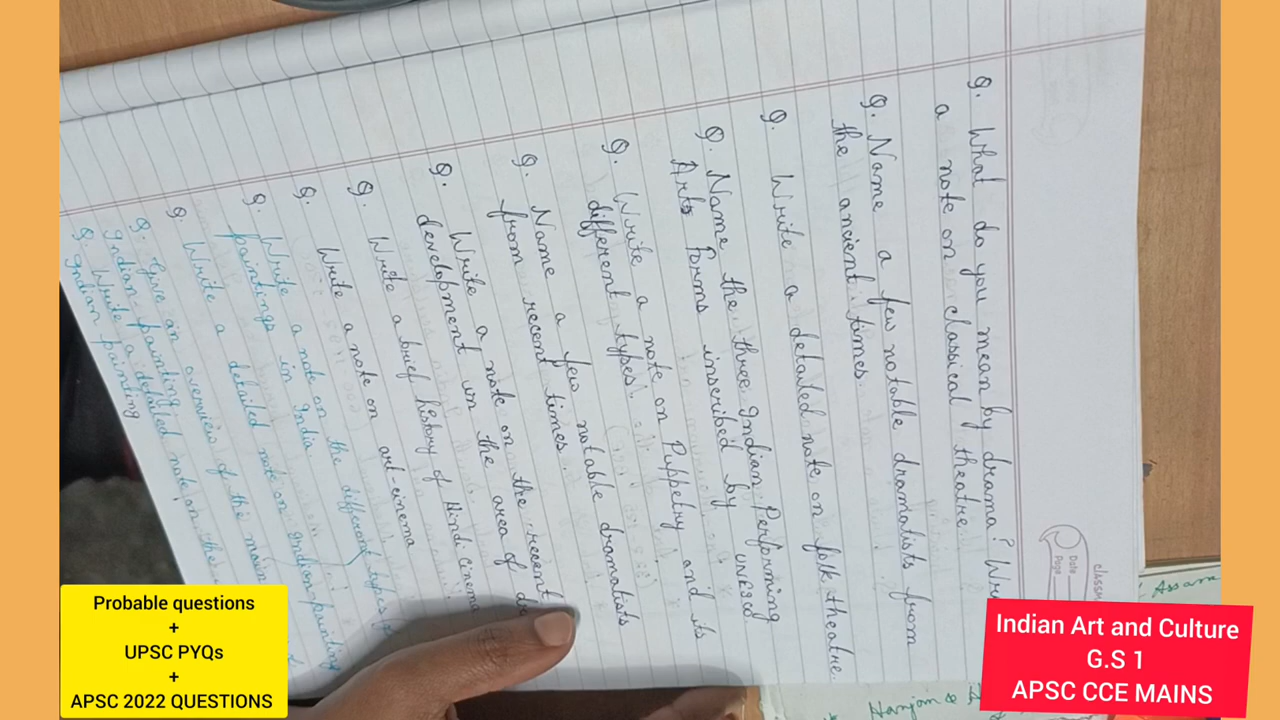 CLASSM
Date
Page
Q. What do you mean by drama? Wri
a note on classical theatre.
Q. Name a few notable dramatists from
the ancient times.
Q. Write a detailed note on folk theatre.
Q. Name the three Indian Performing
Arts Forms inscribed by UNESCO
Q. Write a note on Puppetry and its
different types.
Q. Name a few notable dramatists
from recent times.
Q. Write a note on the recent
development in the area of dr
Q. Write a brief history of Hindi Cinema
Q. Write a note on art-cinema
Q. Write a note on the different types of
paintings in India.
Q. Write a detailed note on Indian painting
Q. Give an overview of the main
Indian painting
Q. Write a detailed note on the
Indian painting
Assam
Probable questions
+
UPSC PYQs
+
APSC 2022 QUESTIONS
Indian Art and Culture
G.S 1
APSC CCE MAINS